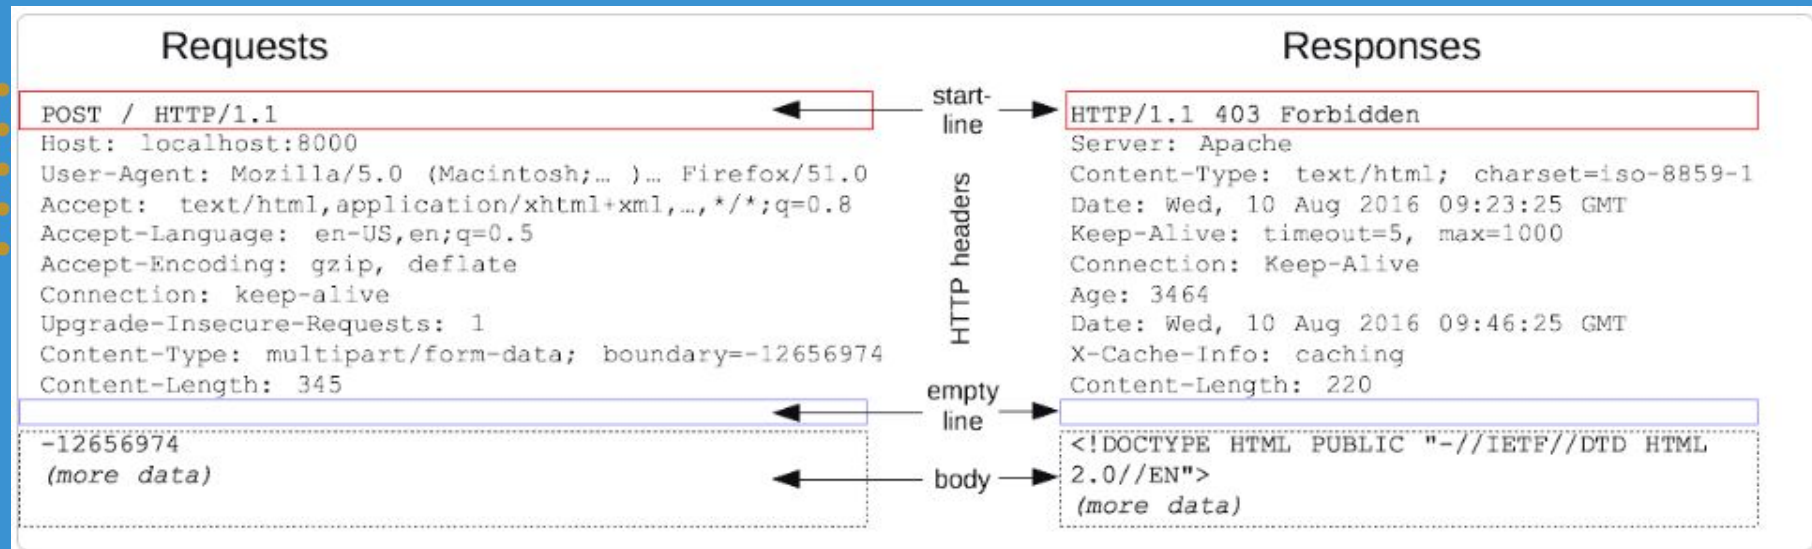 Requests
POST / HTTP/1.1
Host: localhost:8000
User-Agent: Mozilla/5.0 (Macintosh;… )… Firefox/51.0
Accept: text/html,application/xhtml+xml,…,*/*;q=0.8
Accept-Language: en-US,en;q=0.5
Accept-Encoding: gzip, deflate
Connection: keep-alive
Upgrade-Insecure-Requests: 1
Content-Type: multipart/form-data; boundary=-12656974
Content-Length: 345
-12656974
(more data)
start-
line
HTTP headers
empty
line
body
Responses
HTTP/1.1 403 Forbidden
Server: Apache
Content-Type: text/html; charset=iso-8859-1
Date: Wed, 10 Aug 2016 09:23:25 GMT
Keep-Alive: timeout=5, max=1000
Connection: Keep-Alive
Age: 3464
Date: Wed, 10 Aug 2016 09:46:25 GMT
X-Cache-Info: caching
Content-Length: 220
<!DOCTYPE HTML PUBLIC "-//IETF//DTD HTML
2.0//EN">
(more data)